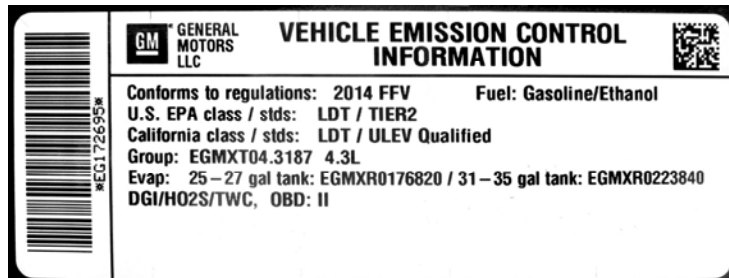 *EG172695*
GM
GENERAL
MOTORS
LLC
VEHICLE EMISSION CONTROL
INFORMATION
Conforms to regulations: 2014 FFV Fuel: Gasoline/Ethanol
U.S. EPA class / stds: LDT / TIER2
California class / stds: LDT / ULEV Qualified
Group: EGMXT04.3187 4.3L
Evap: 25–27 gal tank: EGMXR0176820 / 31–35 gal tank: EGMXR0223840
DGI/HO2S/TWC, OBD: II